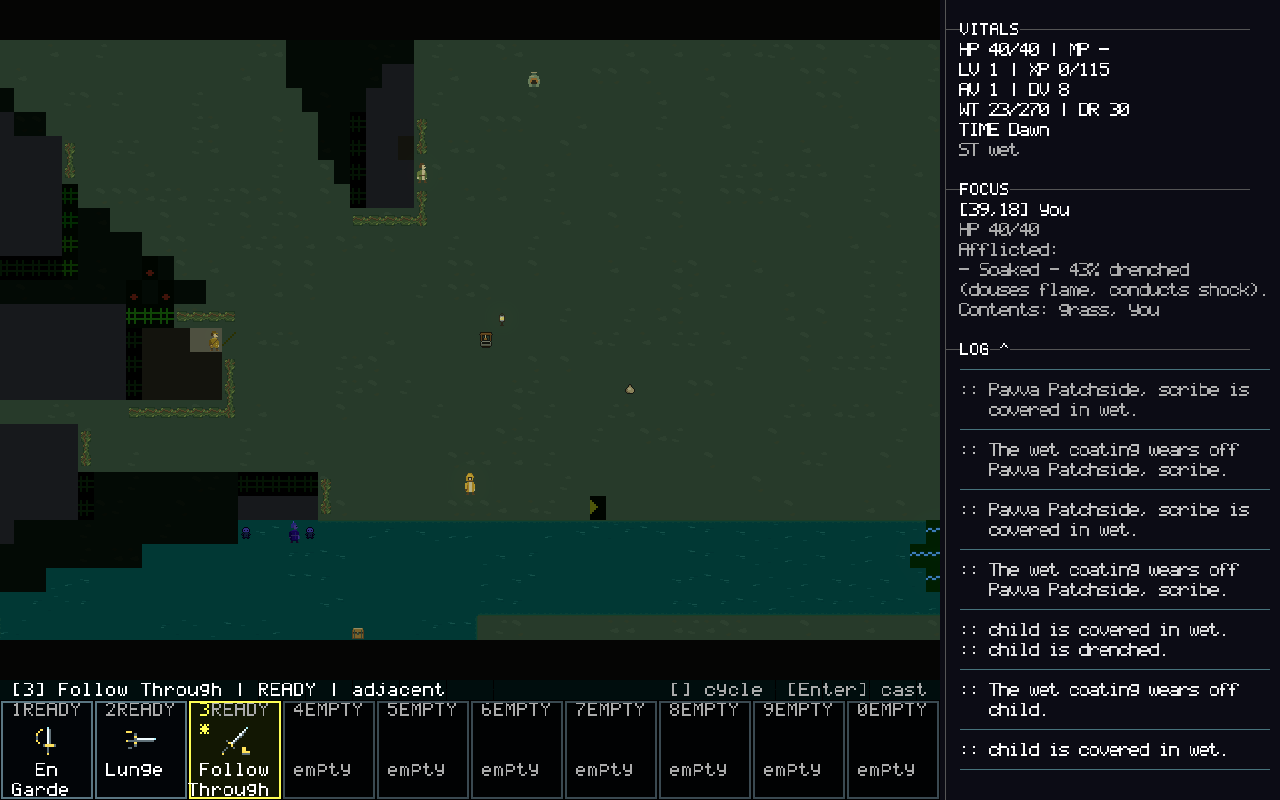 VITALS
HP 40/40 | MP -
LV 1 | XP 0/115
AV 1 | DV 8
WT 23/270 | DR 30
TIME Dawn
ST wet
FOCUS
[39,18] You
HP 40/40
Afflicted:
- Soaked - 43% drenched
(douses flame, conducts shock).
Contents: grass, You
LOG ^
:: Pavva Patchside, scribe is
covered in wet.
:: The wet coating wears off
Pavva Patchside, scribe.
:: Pavva Patchside, scribe is
covered in wet.
:: The wet coating wears off
Pavva Patchside, scribe.
:: child is covered in wet.
:: child is drenched.
:: The wet coating wears off
child.
:: child is covered in wet.
[3] Follow Through | READY | adjacent
[] cycle [Enter] cast
1READY 2READY 3READY 4EMPTY 5EMPTY 6EMPTY 7EMPTY 8EMPTY 9EMPTY 0EMPTY
En Garde
Lunge
* Follow Through
empty empty empty empty empty empty empty